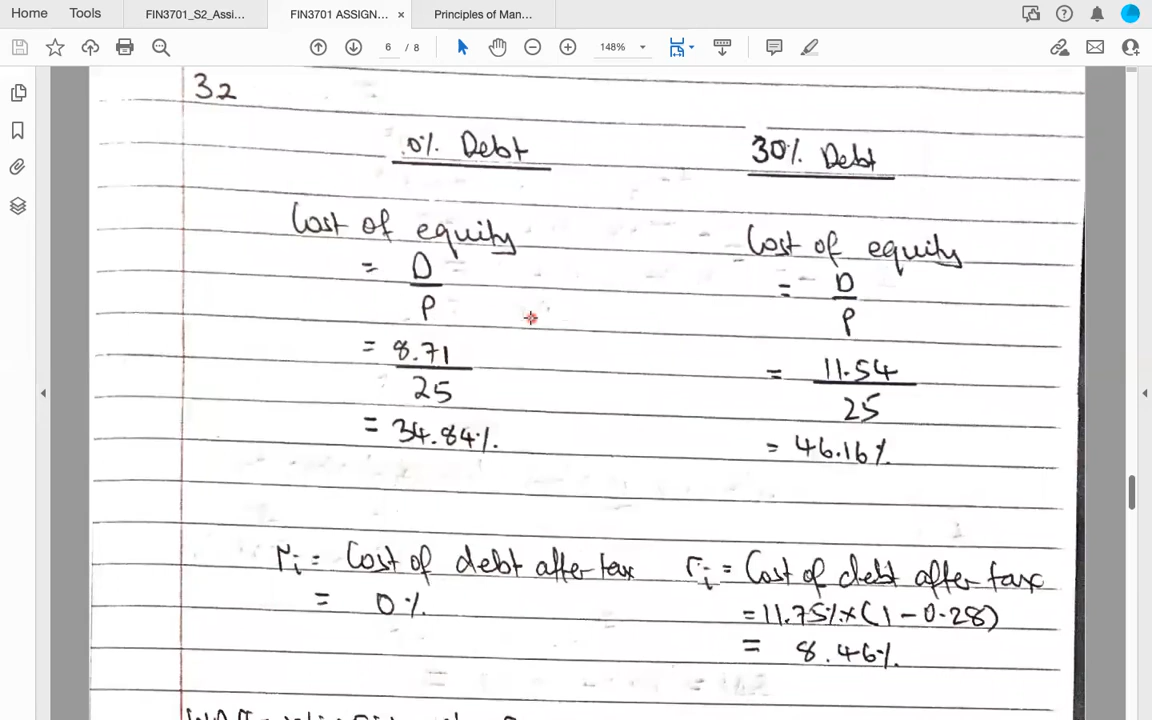 Home Tools FIN3701_S2_Assi... FIN3701 ASSIGN... × Principles of Man...
6 / 8 148%
32
0% Debt 30% Debt
Cost of equity Cost of equity
= D = D
P P
= 8.71 = 11.54
25 25
= 34.84% = 46.16%
ri = Cost of debt after tax ri = Cost of debt after tax
= 0% = 11.75% x (1 - 0.28)
= 8.46%